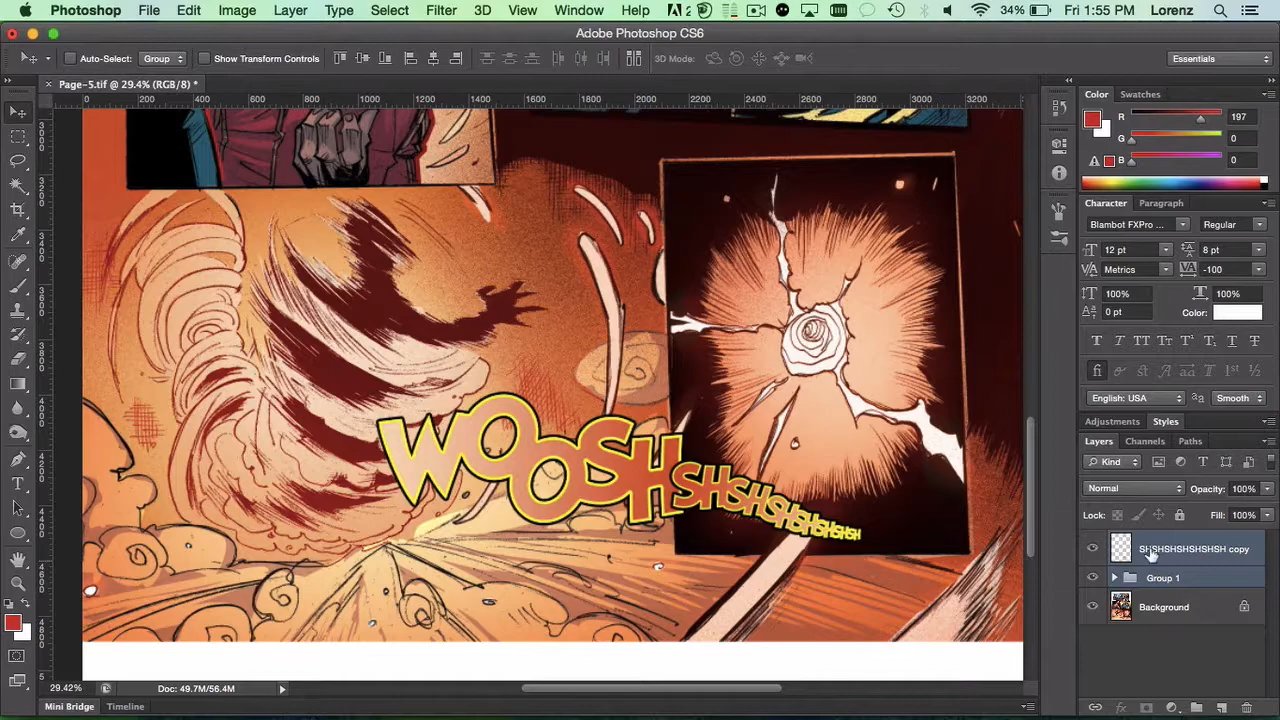 Photoshop File Edit Image Layer Type Select Filter 3D View Window Help 34% Fri 1:55 PM Lorenz
Adobe Photoshop CS6
Auto-Select: Group Show Transform Controls 3D Mode: Essentials
Page-5.tif @ 29.4% (RGB/8) *
0 200 400 600 800 1000 1200 1400 1600 1800 2000 2200 2400 2600 2800 3000 3200
Color Swatches
R 197
G 0
B 0
Character Paragraph
Blambot FXPro ... Regular
12 pt 8 pt
Metrics -100
100% 100%
0 pt Color:
English: USA Smooth
Adjustments Styles
Layers Channels Paths
Kind
Normal Opacity: 100%
Lock: Fill: 100%
SHSHSHSHSHSH copy
Group 1
Background
WOOSHSHSHSHSHSHSH
29.42% Doc: 49.7M/56.4M
Mini Bridge Timeline